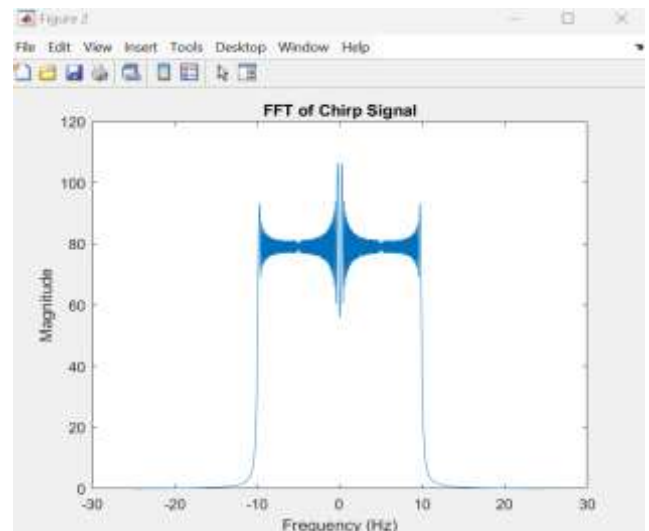 Figure 2
File Edit View Insert Tools Desktop Window Help
FFT of Chirp Signal
120
100
80
60
40
20
0
Magnitude
-30 -20 -10 0 10 20 30
Frequency (Hz)